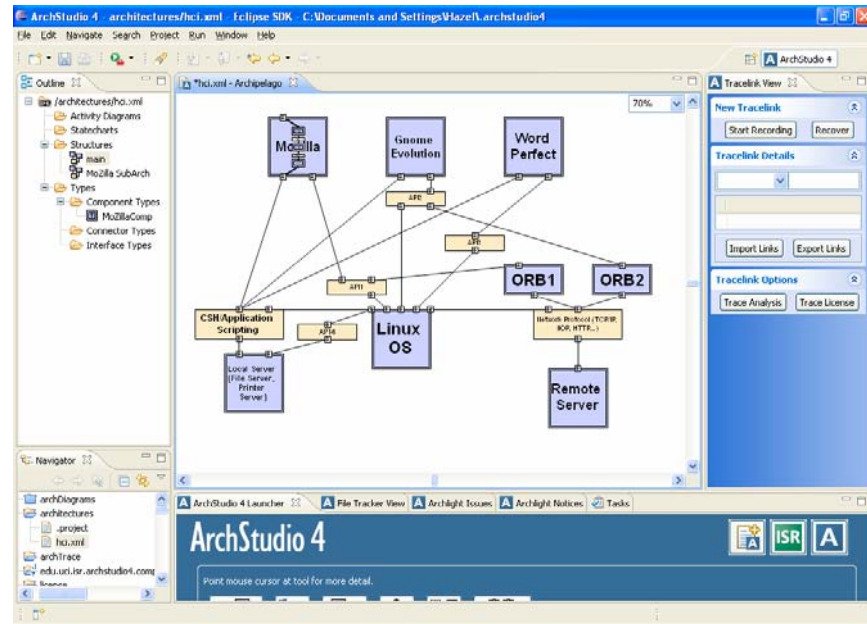 ArchStudio 4 - architectures/hci.xml - Eclipse SDK - C:\Documents and Settings\Hazel\.archstudio4
File Edit Navigate Search Project Run Window Help
ArchStudio 4
Outline
/architectures/hci.xml
Activity Diagrams
Statecharts
Structures
main
MoZilla SubArch
Types
Component Types
MoZillaComp
Connector Types
Interface Types
*hci.xml - Archipelago
70%
Mozilla
Gnome
Evolution
Word
Perfect
ORB1
ORB2
CSH/Application
Scripting
Linux
OS
Network Protocol (TCP/IP,
IIOP, HTTP...)
Local Server
(File Server,
Printer
Server)
Remote
Server
Tracelink View
New Tracelink
Start Recording
Recover
Tracelink Details
Import Links
Export Links
Tracelink Options
Trace Analysis
Trace License
Navigator
archDiagrams
architectures
.project
hci.xml
archTrace
edu.uci.isr.archstudio4.comp
license
ArchStudio 4 Launcher
File Tracker View
Archlight Issues
Archlight Notices
Tasks
ArchStudio 4
ISR
A
Point mouse cursor at tool for more detail.